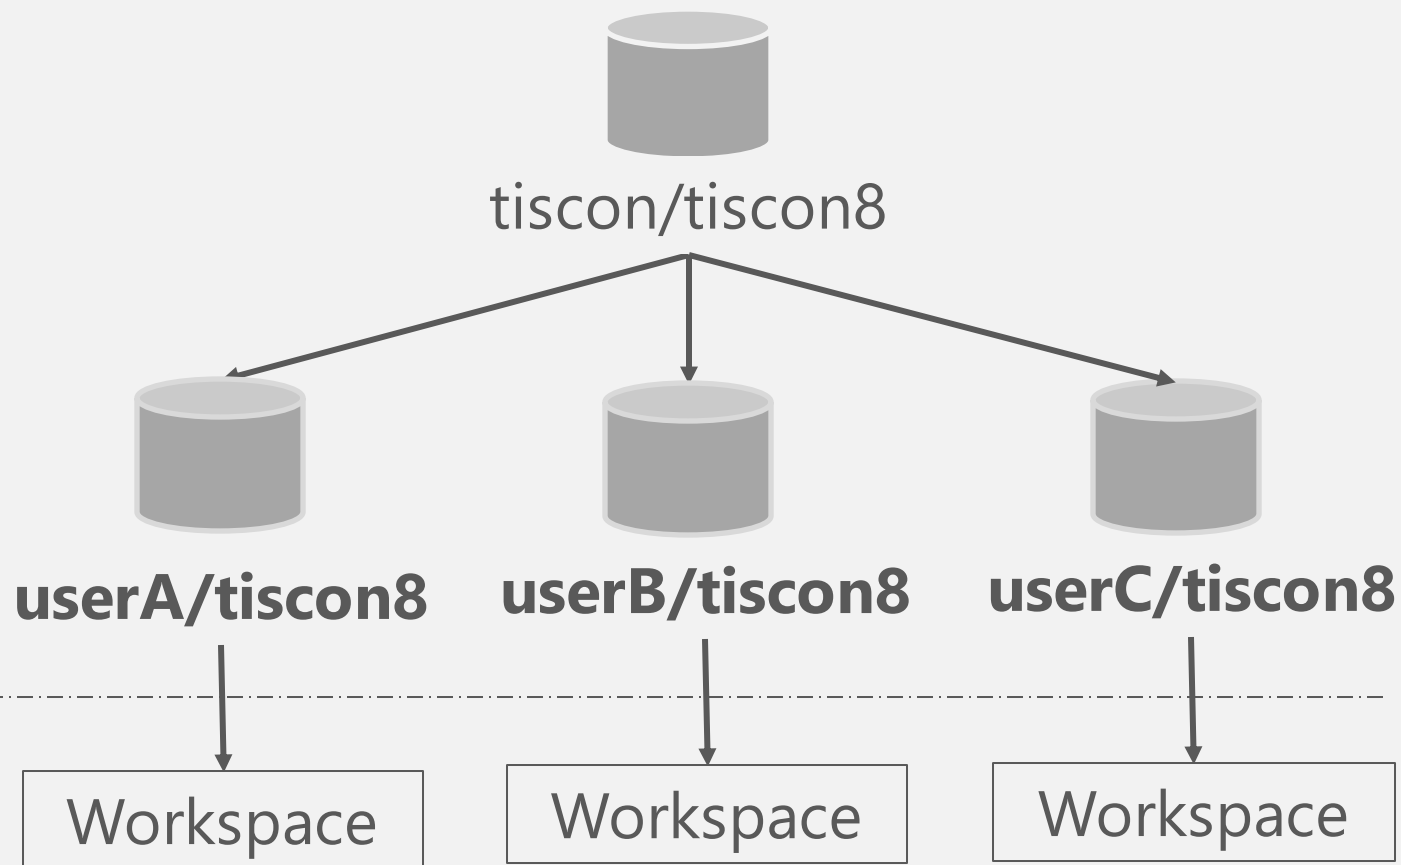 tiscon/tiscon8
userA/tiscon8
userB/tiscon8
userC/tiscon8
Workspace
Workspace
Workspace